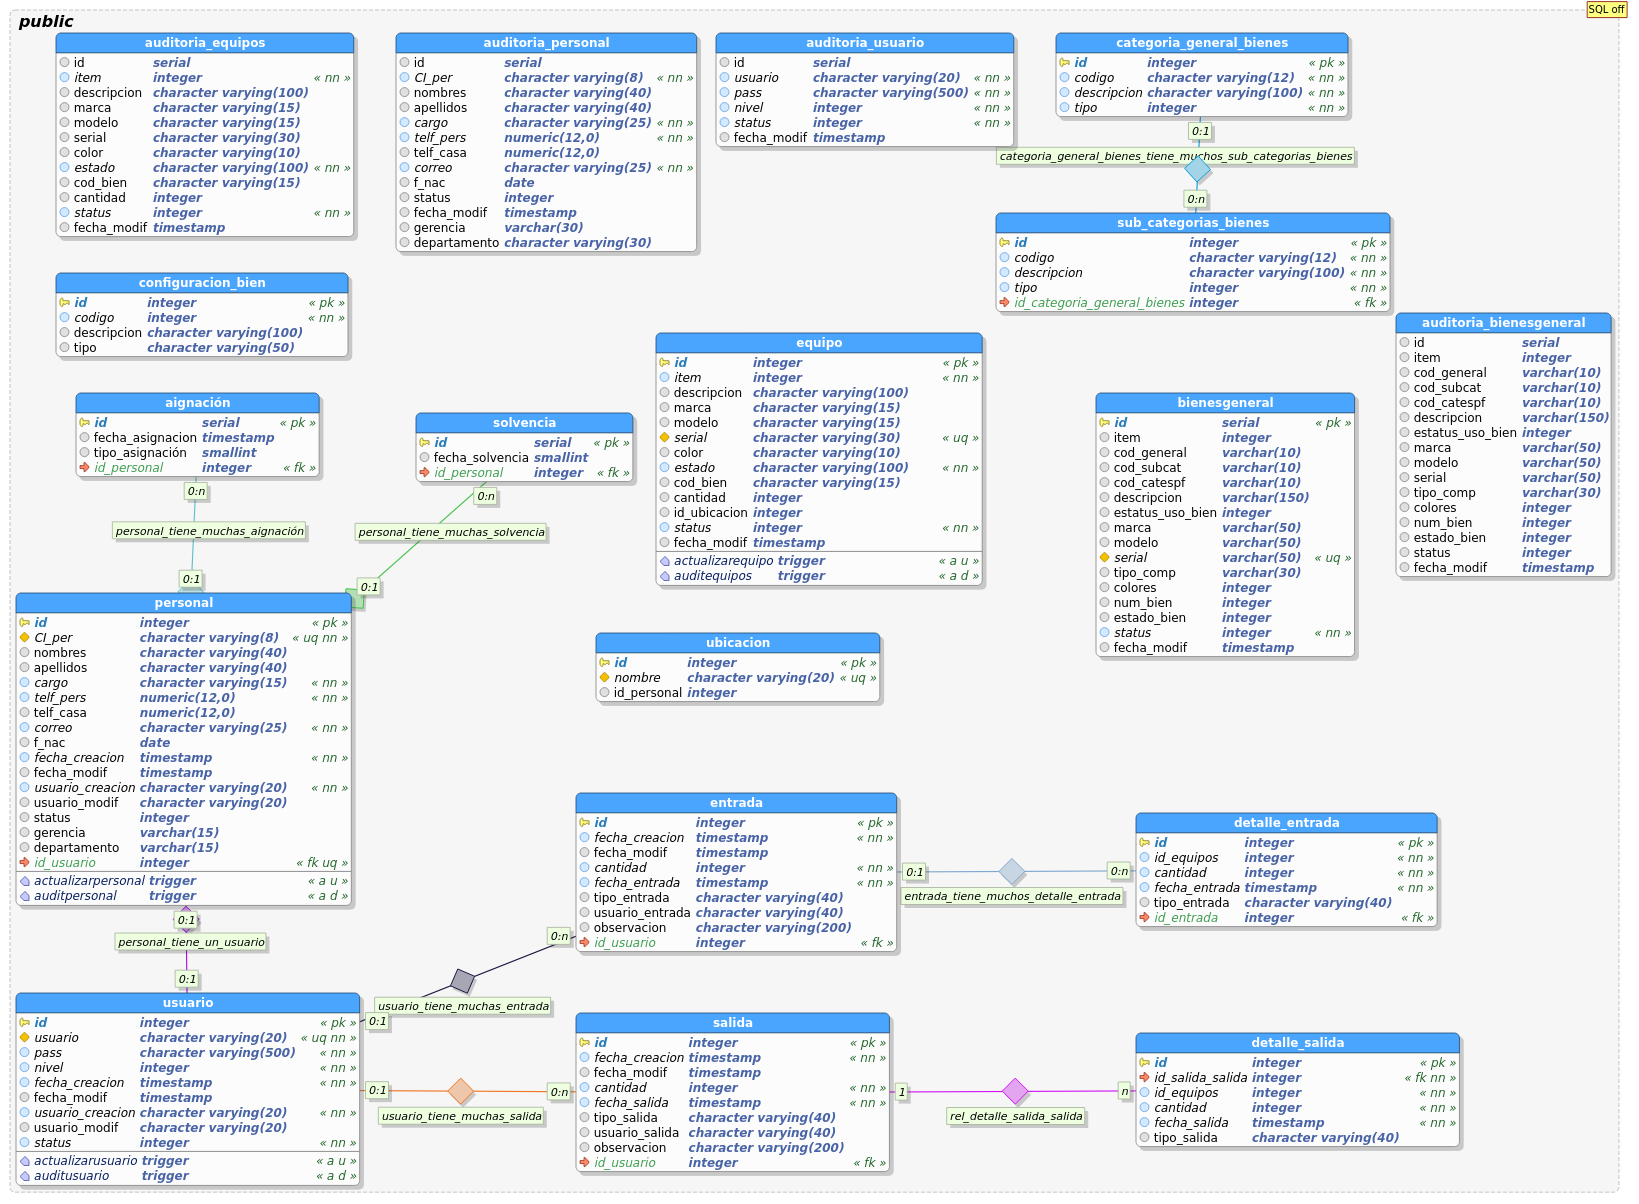 public
SQL off
auditoria_equipos
id serial
item integer « nn »
descripcion character varying(100)
marca character varying(15)
modelo character varying(15)
serial character varying(30)
color character varying(10)
estado character varying(100) « nn »
cod_bien character varying(15)
cantidad integer
status integer « nn »
fecha_modif timestamp
auditoria_personal
id serial
CI_per character varying(8) « nn »
nombres character varying(40)
apellidos character varying(40)
cargo character varying(25) « nn »
telf_pers numeric(12,0) « nn »
telf_casa numeric(12,0)
correo character varying(25) « nn »
f_nac date
status integer
fecha_modif timestamp
gerencia varchar(30)
departamento character varying(30)
auditoria_usuario
id serial
usuario character varying(20) « nn »
pass character varying(500) « nn »
nivel integer « nn »
status integer « nn »
fecha_modif timestamp
categoria_general_bienes
id integer « pk »
codigo character varying(12) « nn »
descripcion character varying(100) « nn »
tipo integer « nn »
0:1
categoria_general_bienes_tiene_muchos_sub_categorias_bienes
0:n
sub_categorias_bienes
id integer « pk »
codigo character varying(12) « nn »
descripcion character varying(100) « nn »
tipo integer « nn »
id_categoria_general_bienes integer « fk »
configuracion_bien
id integer « pk »
codigo integer « nn »
descripcion character varying(100)
tipo character varying(50)
auditoria_bienesgeneral
id serial
item integer
cod_general varchar(10)
cod_subcat varchar(10)
cod_catespf varchar(10)
descripcion varchar(150)
estatus_uso_bien integer
marca varchar(50)
modelo varchar(50)
serial varchar(50)
tipo_comp varchar(30)
colores integer
num_bien integer
estado_bien integer
status integer
fecha_modif timestamp
equipo
id integer « pk »
item integer « nn »
descripcion character varying(100)
marca character varying(15)
modelo character varying(15)
serial character varying(30) « uq »
color character varying(10)
estado character varying(100) « nn »
cod_bien character varying(15)
cantidad integer
id_ubicacion integer
status integer « nn »
fecha_modif timestamp
actualizarequipo trigger « a u »
auditequipos trigger « a d »
bienesgeneral
id serial « pk »
item integer
cod_general varchar(10)
cod_subcat varchar(10)
cod_catespf varchar(10)
descripcion varchar(150)
estatus_uso_bien integer
marca varchar(50)
modelo varchar(50)
serial varchar(50) « uq »
tipo_comp varchar(30)
colores integer
num_bien integer
estado_bien integer
status integer « nn »
fecha_modif timestamp
aignación
id serial « pk »
fecha_asignacion timestamp
tipo_asignación smallint
id_personal integer « fk »
0:n
personal_tiene_muchas_aignación
0:1
solvencia
id serial « pk »
fecha_solvencia smallint
id_personal integer « fk »
0:n
personal_tiene_muchas_solvencia
0:1
personal
id integer « pk »
CI_per character varying(8) « uq nn »
nombres character varying(40)
apellidos character varying(40)
cargo character varying(15) « nn »
telf_pers numeric(12,0) « nn »
telf_casa numeric(12,0)
correo character varying(25) « nn »
f_nac date
fecha_creacion timestamp « nn »
fecha_modif timestamp
usuario_creacion character varying(20) « nn »
usuario_modif character varying(20)
status integer
gerencia varchar(15)
departamento varchar(15)
id_usuario integer « fk uq »
actualizarpersonal trigger « a u »
auditpersonal trigger « a d »
0:1
personal_tiene_un_usuario
0:1
ubicacion
id integer « pk »
nombre character varying(20) « uq »
id_personal integer
entrada
id integer « pk »
fecha_creacion timestamp « nn »
fecha_modif timestamp
cantidad integer « nn »
fecha_entrada timestamp « nn »
tipo_entrada character varying(40)
usuario_entrada character varying(40)
observacion character varying(200)
id_usuario integer « fk »
0:1
entrada_tiene_muchos_detalle_entrada
0:n
detalle_entrada
id integer « pk »
id_equipos integer « nn »
cantidad integer « nn »
fecha_entrada timestamp « nn »
tipo_entrada character varying(40)
id_entrada integer « fk »
0:n
usuario_tiene_muchas_entrada
0:1
usuario
id integer « pk »
usuario character varying(20) « uq nn »
pass character varying(500) « nn »
nivel integer « nn »
fecha_creacion timestamp « nn »
fecha_modif timestamp
usuario_creacion character varying(20) « nn »
usuario_modif character varying(20)
status integer « nn »
actualizarusuario trigger « a u »
auditusuario trigger « a d »
0:1
usuario_tiene_muchas_salida
0:n
salida
id integer « pk »
fecha_creacion timestamp « nn »
fecha_modif timestamp
cantidad integer « nn »
fecha_salida timestamp « nn »
tipo_salida character varying(40)
usuario_salida character varying(40)
observacion character varying(200)
id_usuario integer « fk »
1
rel_detalle_salida_salida
n
detalle_salida
id integer « pk »
id_salida_salida integer « fk nn »
id_equipos integer « nn »
cantidad integer « nn »
fecha_salida timestamp « nn »
tipo_salida character varying(40)